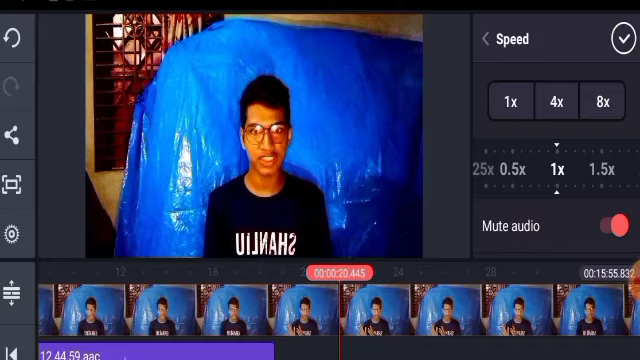 Speed
1x 4x 8x
25x 0.5x 1x 1.5x
Mute audio
SHANLIU
12 16 24 28
00:00:20.445
00:15:55.832
12 44 59.aac